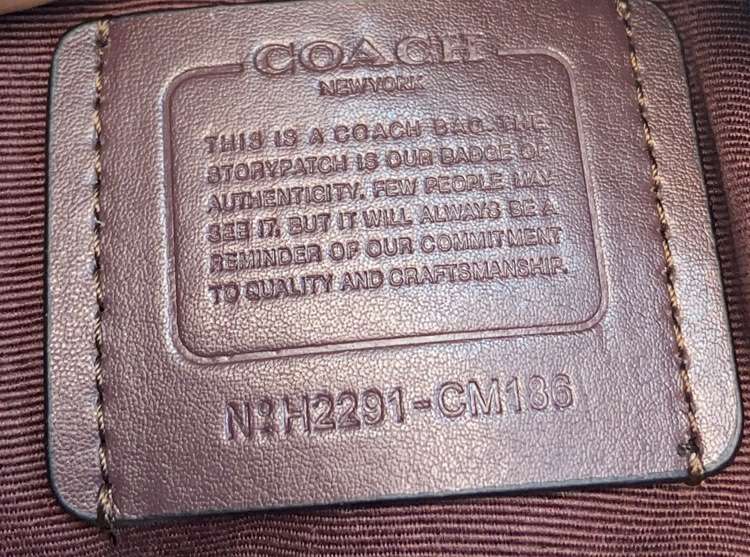 COACH
NEW YORK
THIS IS A COACH BAG. THE
STORYPATCH IS OUR BADGE OF
AUTHENTICITY. FEW PEOPLE MAY
SEE IT, BUT IT WILL ALWAYS BE A
REMINDER OF OUR COMMITMENT
TO QUALITY AND CRAFTSMANSHIP.
Nº H2291-CM186